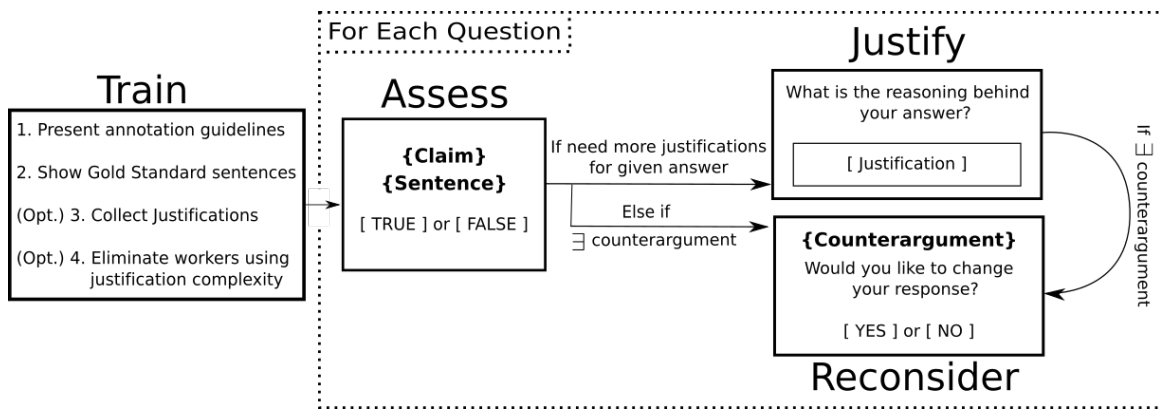 For Each Question
Train
1. Present annotation guidelines
2. Show Gold Standard sentences
(Opt.) 3. Collect Justifications
(Opt.) 4. Eliminate workers using
justification complexity
Assess
{Claim}
{Sentence}
[ TRUE ] or [ FALSE ]
If need more justifications
for given answer
Else if
∃ counterargument
Justify
What is the reasoning behind
your answer?
[ Justification ]
If ∃ counterargument
{Counterargument}
Would you like to change
your response?
[ YES ] or [ NO ]
Reconsider